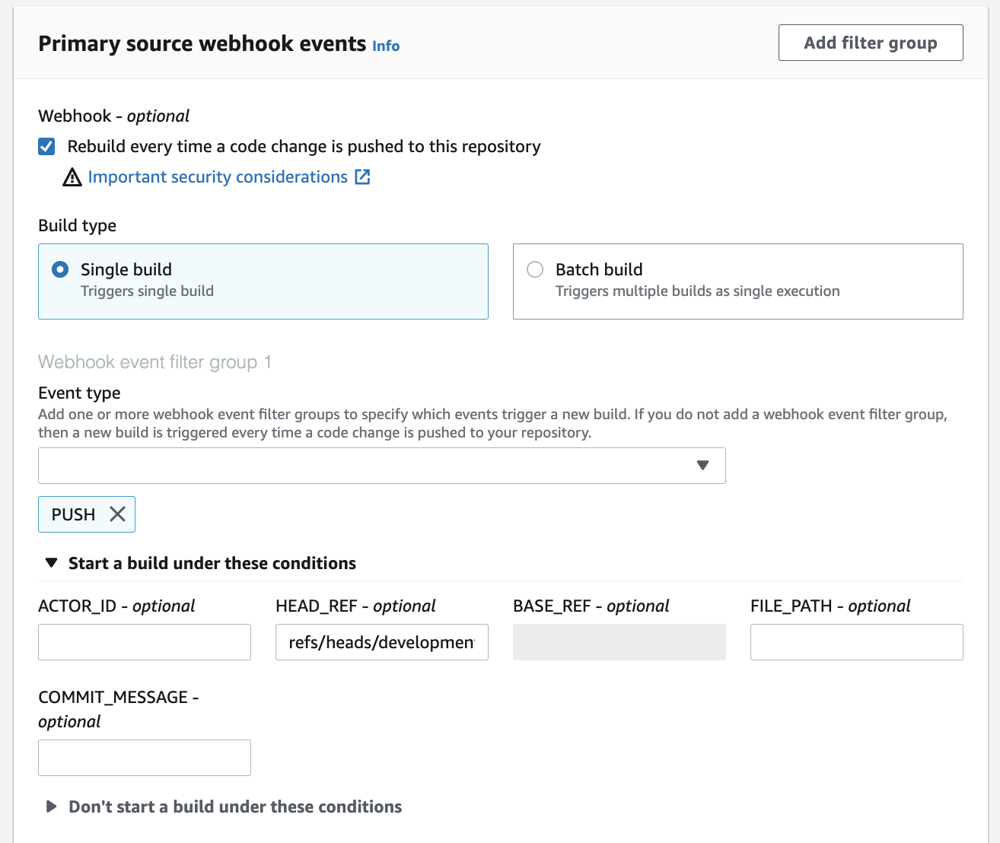 Primary source webhook events Info
Add filter group
Webhook - optional
Rebuild every time a code change is pushed to this repository
Important security considerations
Build type
Single build
Triggers single build
Batch build
Triggers multiple builds as single execution
Webhook event filter group 1
Event type
Add one or more webhook event filter groups to specify which events trigger a new build. If you do not add a webhook event filter group,
then a new build is triggered every time a code change is pushed to your repository.
PUSH
Start a build under these conditions
ACTOR_ID - optional
HEAD_REF - optional
BASE_REF - optional
FILE_PATH - optional
refs/heads/developmen
COMMIT_MESSAGE -
optional
Don't start a build under these conditions